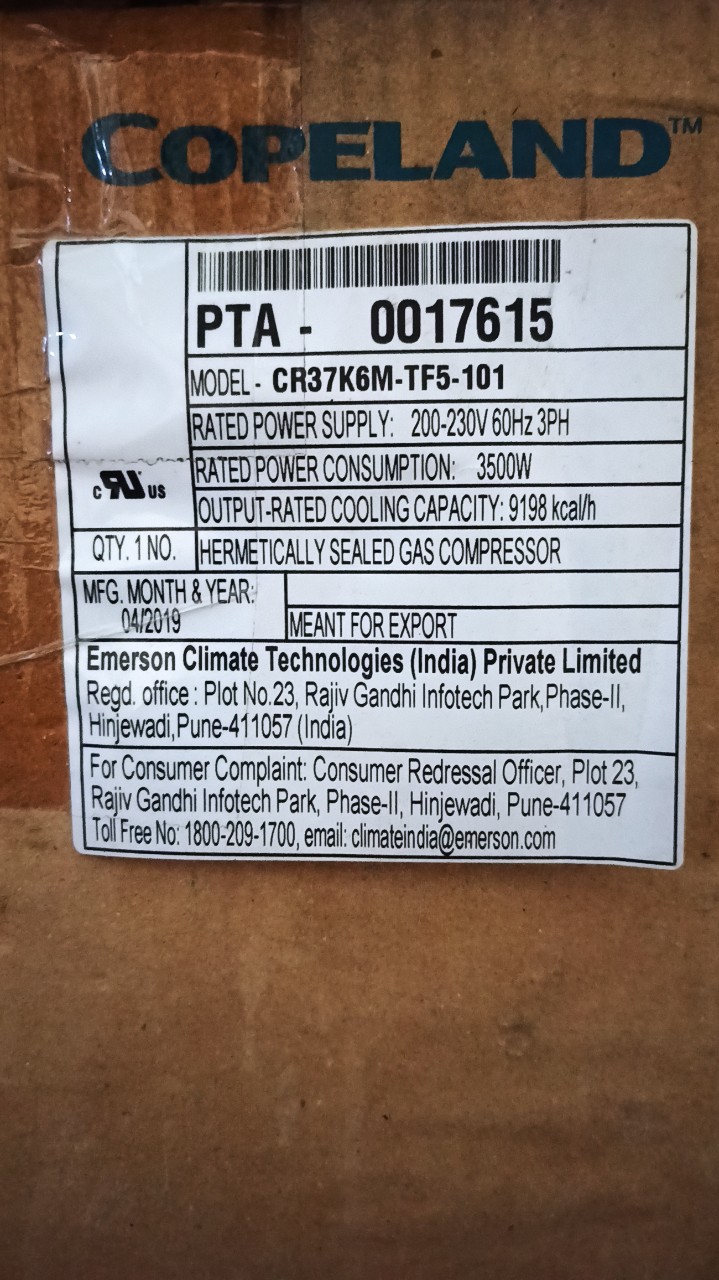 COPELAND™
PTA - 0017615
MODEL - CR37K6M-TF5-101
RATED POWER SUPPLY: 200-230V 60Hz 3PH
RATED POWER CONSUMPTION: 3500W
c RU US
OUTPUT-RATED COOLING CAPACITY: 9198 kcal/h
QTY. 1 NO. HERMETICALLY SEALED GAS COMPRESSOR
MFG. MONTH & YEAR:
04/2019
MEANT FOR EXPORT
Emerson Climate Technologies (India) Private Limited
Regd. office : Plot No.23, Rajiv Gandhi Infotech Park,Phase-II,
Hinjewadi,Pune-411057 (India)
For Consumer Complaint: Consumer Redressal Officer, Plot 23,
Rajiv Gandhi Infotech Park, Phase-II, Hinjewadi, Pune-411057
Toll Free No: 1800-209-1700, email: climateindia@emerson.com